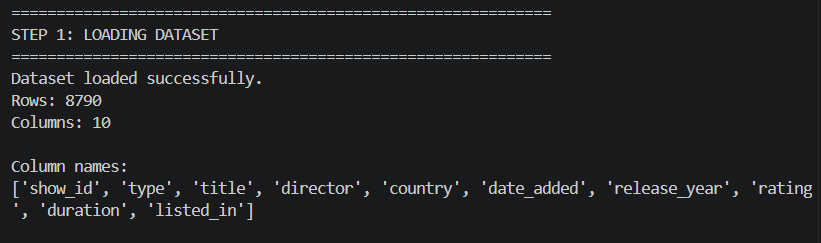 ============================================================
STEP 1: LOADING DATASET
============================================================
Dataset loaded successfully.
Rows: 8790
Columns: 10
Column names:
['show_id', 'type', 'title', 'director', 'country', 'date_added', 'release_year', 'rating
', 'duration', 'listed_in']